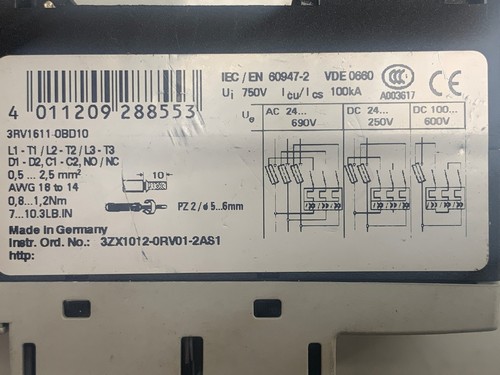 IEC / EN 60947-2 VDE 0660
Ui 750V Icu/Ics 100kA
CCC
A003617
4 011209 288553
3RV1611-0BD10
L1 - T1 / L2 - T2 / L3 - T3
D1 - D2, C1 - C2, NO / NC
0,5 ... 2,5 mm²
AWG 18 to 14
0,8...1,2Nm
7...10.3LB.IN
10
PZ 2 / ø 5...6mm
Ue
AC 24...
690V
DC 24...
250V
DC 100...
600V
Made in Germany
Instr. Ord. No.: 3ZX1012-0RV01-2AS1
http: